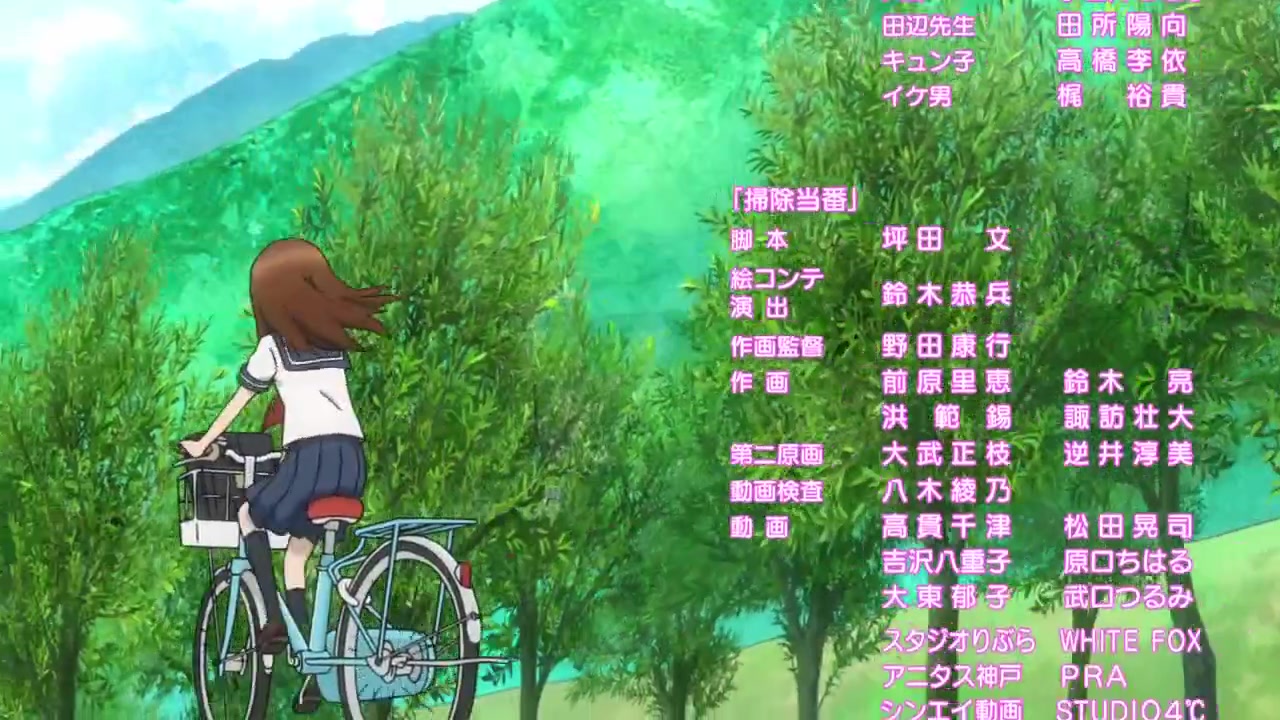 田辺先生 田所陽向
キュン子 高橋李依
イケ男 梶 裕貴
「掃除当番」
脚本 坪田 文
絵コンテ
演出 鈴木恭兵
作画監督 野田康行
作画 前原里恵 鈴木 亮
洪 範錫 諏訪壮大
第二原画 大武正枝 逆井淳美
動画検査 八木綾乃
動画 高貫千津 松田晃司
吉沢八重子 原口ちはる
大東郁子 武口つるみ
スタジオりぶら WHITE FOX
アニタス神戸 PRA
シンエイ動画 STUDIO4℃